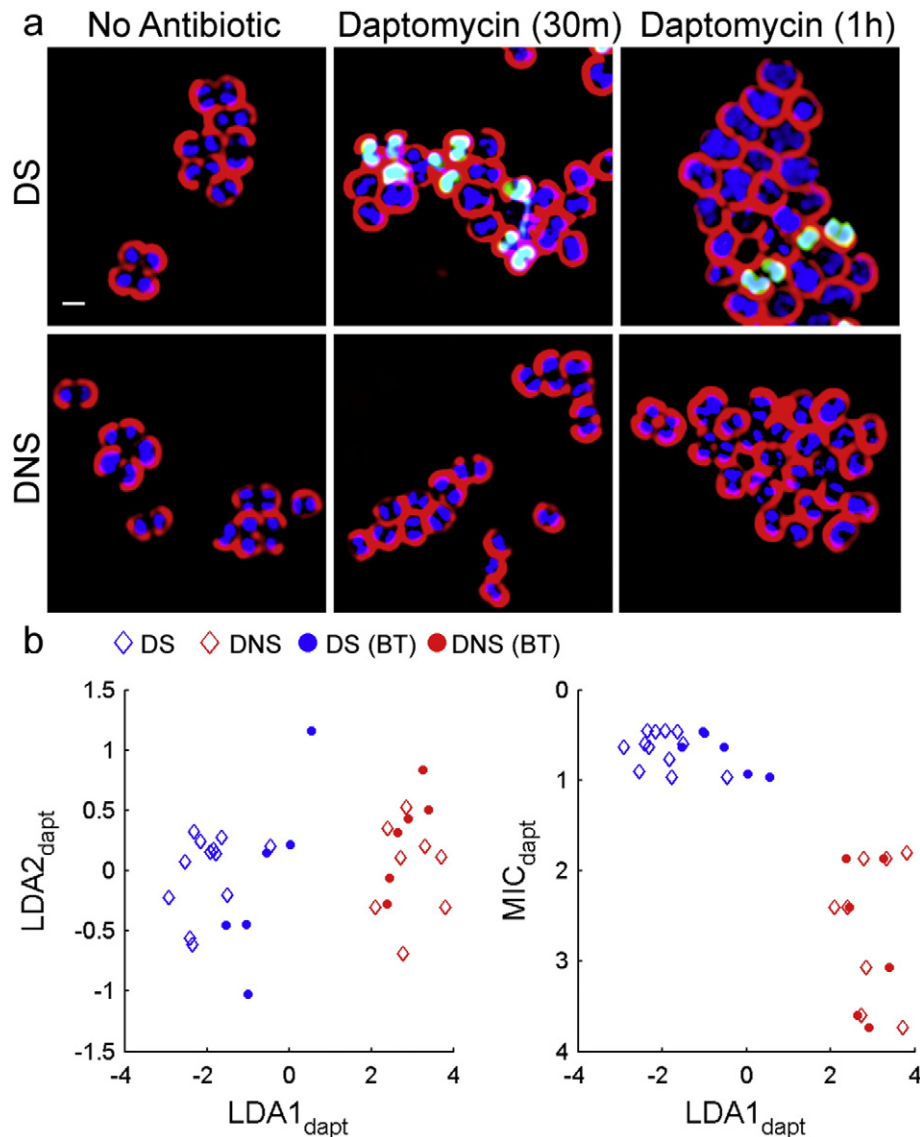 a
No Antibiotic
Daptomycin (30m)
Daptomycin (1h)
DS
DNS
b
DS
DNS
DS (BT)
DNS (BT)
1.5
1
0.5
0
-0.5
-1
-1.5
LDA2dapt
-4
-2
0
2
4
LDA1dapt
0
1
2
3
4
MICdapt
-4
-2
0
2
4
LDA1dapt